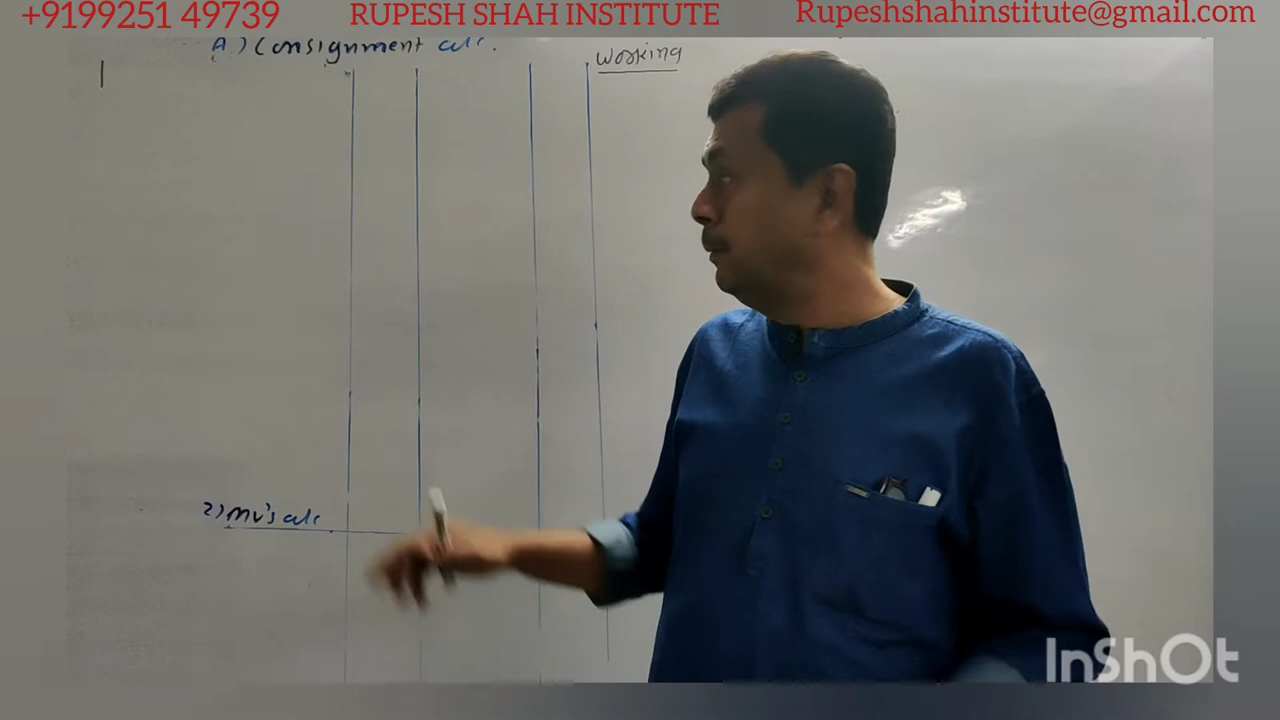 +9199251 49739 RUPESH SHAH INSTITUTE Rupeshshahinstitute@gmail.com
A) Consignment a/c.
Working
2) MV's a/c
InShOt